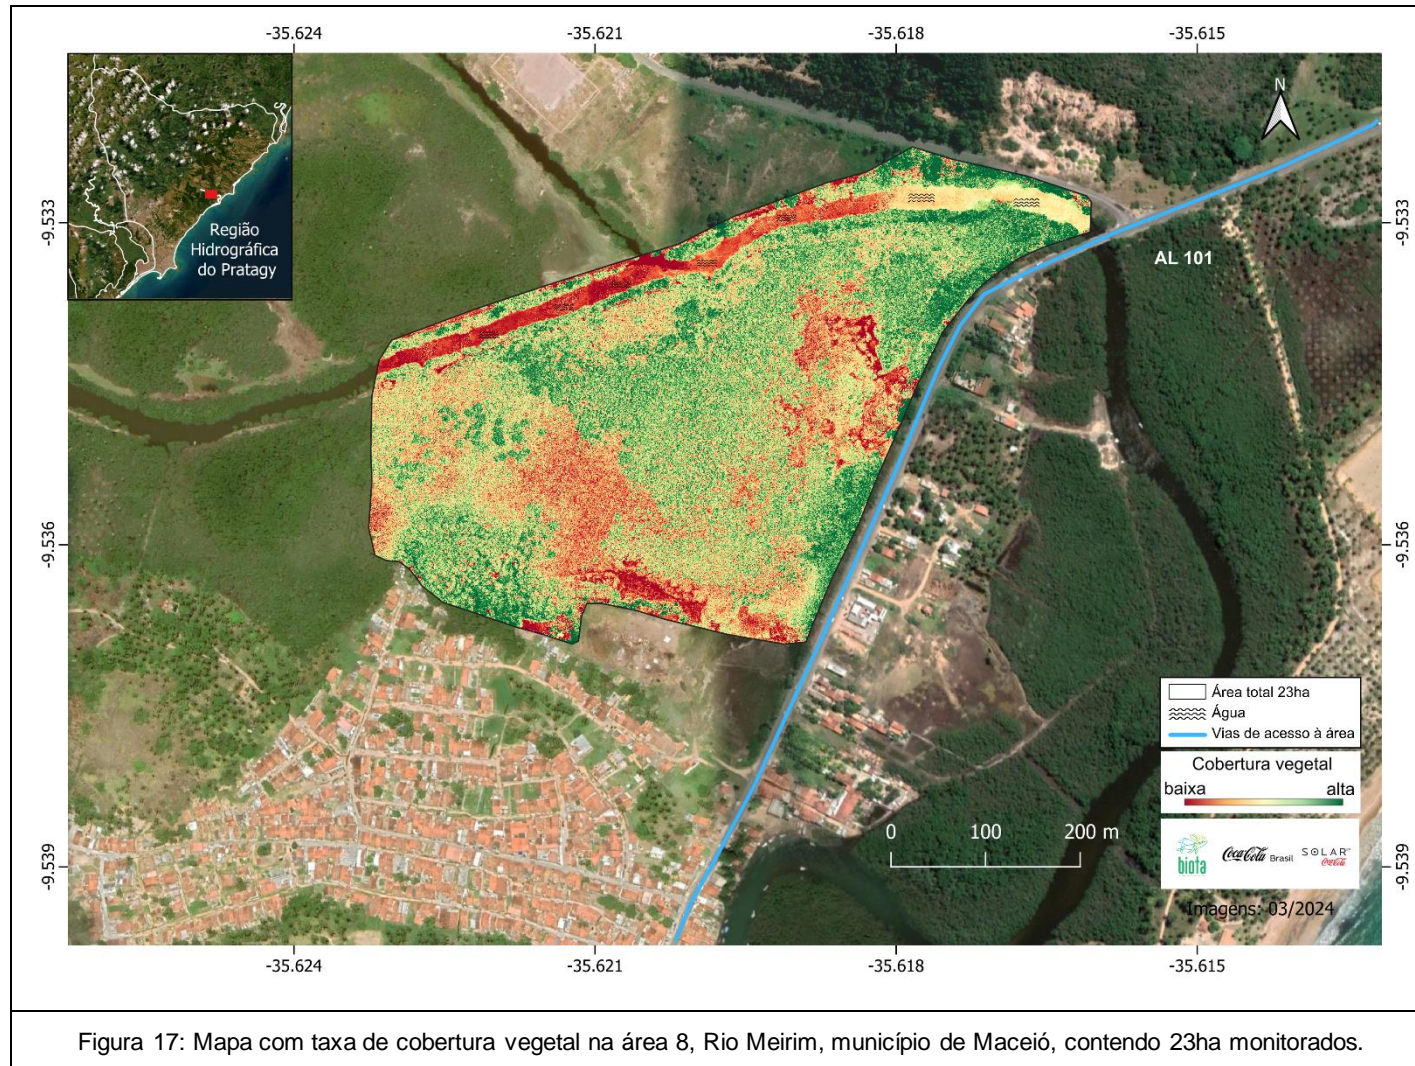 -35.624
-35.621
-35.618
-35.615
N
-9.533
-9.533
Região
Hidrográfica
do Pratagy
AL 101
-9.536
-9.536
Área total 23ha
Água
Vias de acesso à área
Cobertura vegetal
baixa
alta
0
100
200 m
biota
Coca-Cola Brasil
SOLAR
Coca-Cola
-9.539
-9.539
Imagens: 03/2024
-35.624
-35.621
-35.618
-35.615
Figura 17: Mapa com taxa de cobertura vegetal na área 8, Rio Meirim, município de Maceió, contendo 23ha monitorados.